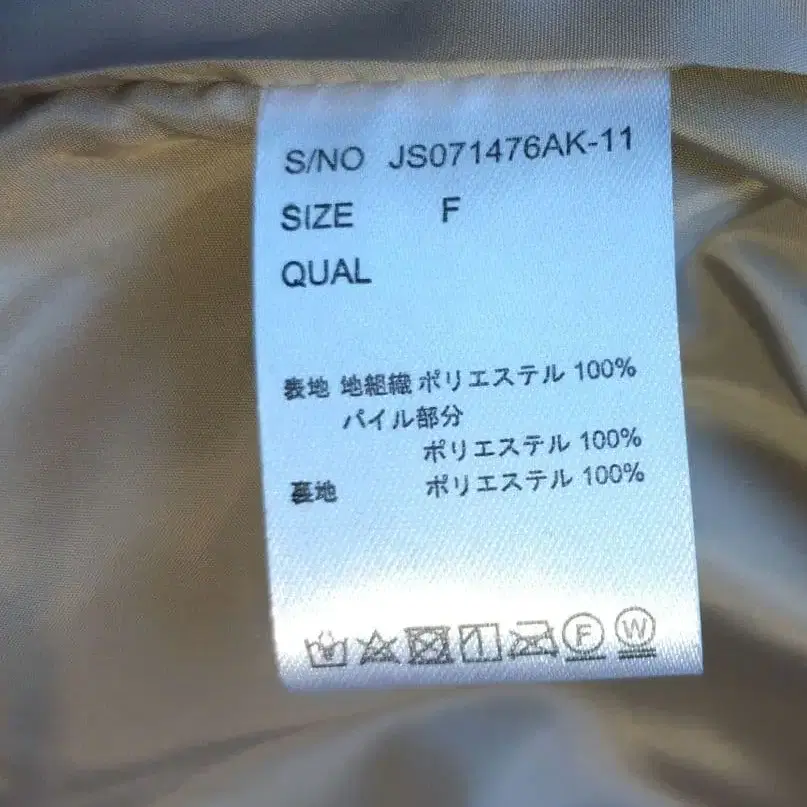 S/NO JS071476AK-11
SIZE F
QUAL
表地 地組織 ポリエステル 100%
パイル部分
ポリエステル 100%
裏地 ポリエステル 100%
F W